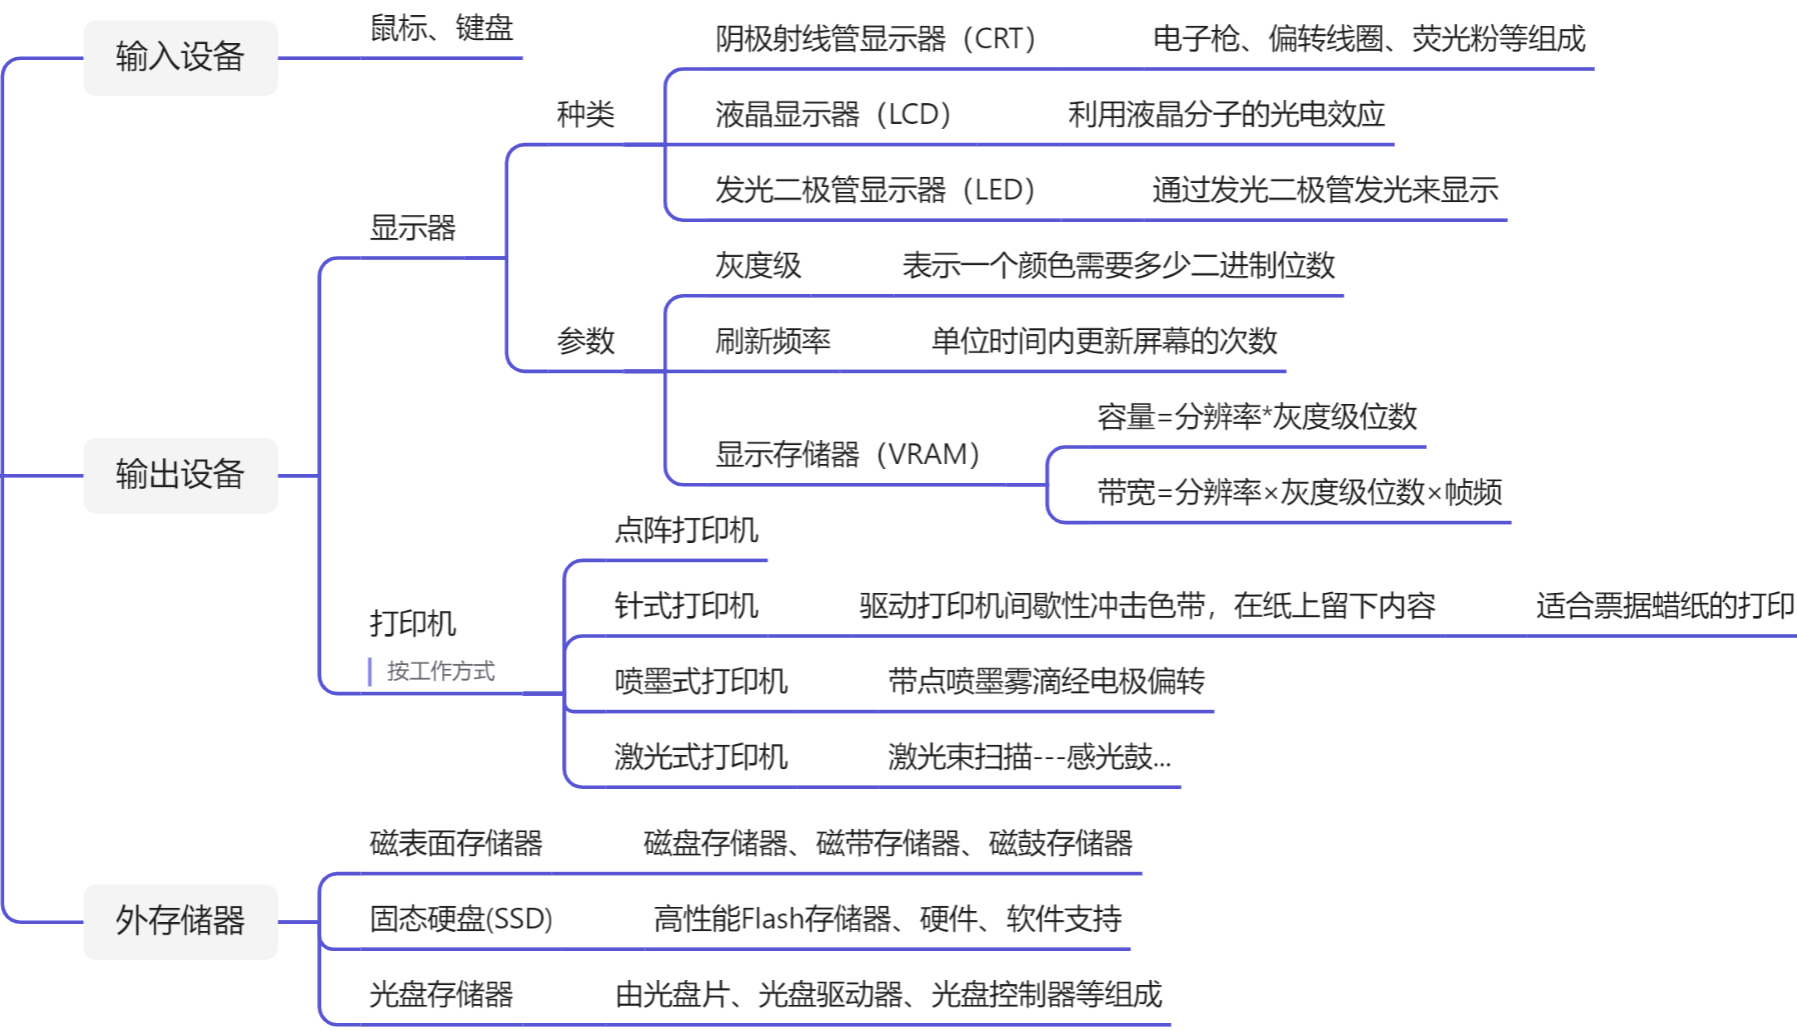 输入设备
鼠标、键盘
输出设备
显示器
种类
阴极射线管显示器（CRT） 电子枪、偏转线圈、荧光粉等组成
液晶显示器（LCD） 利用液晶分子的光电效应
发光二极管显示器（LED） 通过发光二极管发光来显示
参数
灰度级 表示一个颜色需要多少二进制位数
刷新频率 单位时间内更新屏幕的次数
显示存储器（VRAM）
容量=分辨率*灰度级位数
带宽=分辨率×灰度级位数×帧频
打印机
按工作方式
点阵打印机
针式打印机 驱动打印机间歇性冲击色带，在纸上留下内容 适合票据蜡纸的打印
喷墨式打印机 带点喷墨雾滴经电极偏转
激光式打印机 激光束扫描---感光鼓...
外存储器
磁表面存储器 磁盘存储器、磁带存储器、磁鼓存储器
固态硬盘(SSD) 高性能Flash存储器、硬件、软件支持
光盘存储器 由光盘片、光盘驱动器、光盘控制器等组成